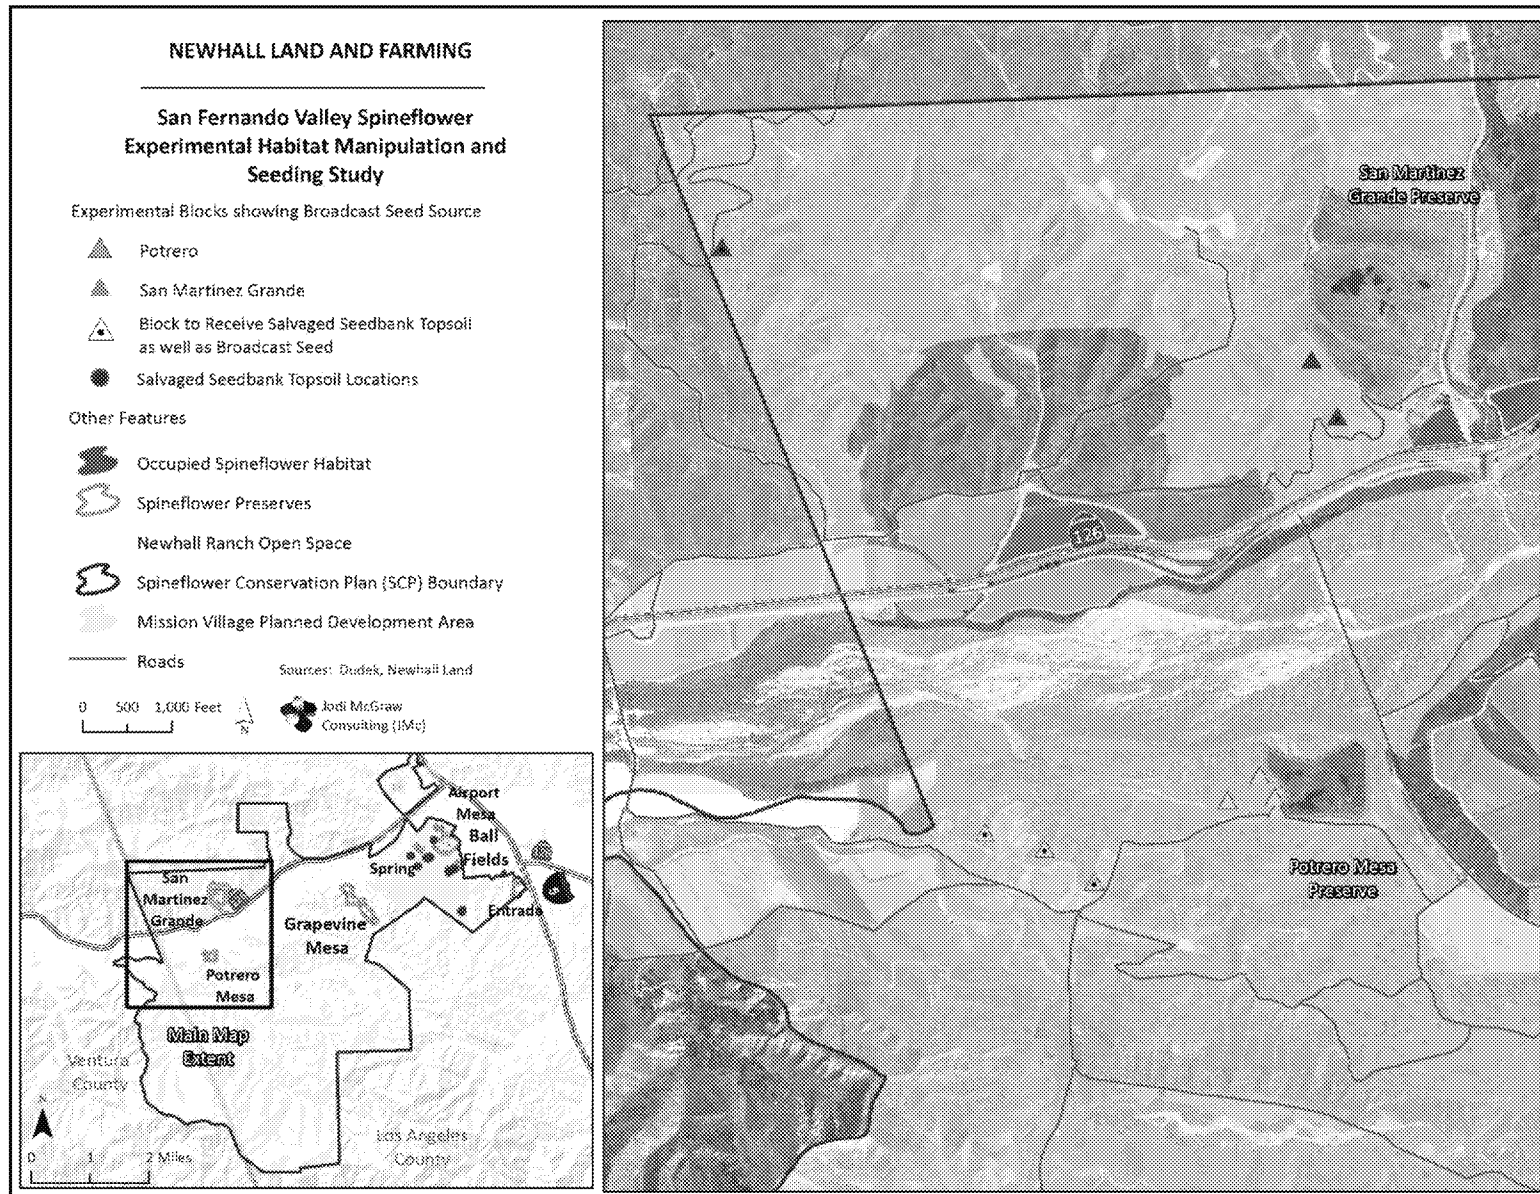 NEWHALL LAND AND FARMING
San Fernando Valley Spineflower
Experimental Habitat Manipulation and
Seeding Study
Experimental Blocks showing Broadcast Seed Source
Potrero
San Martinez Grande
Block to Receive Salvaged Seedbank Topsoil
as well as Broadcast Seed
Salvaged Seedbank Topsoil Locations
Other Features
Occupied Spineflower Habitat
Spineflower Preserves
Newhall Ranch Open Space
Spineflower Conservation Plan (SCP) Boundary
Mission Village Planned Development Area
Roads
Sources: Dudek, Newhall Land
0 500 1,000 Feet
N
Jodi McGraw
Consulting (JMc)
San Martinez
Grande Preserve
126
Potrero Mesa
Preserve
Airport
Mesa
Ball
Fields
Spring
San
Martinez
Grande
Entrada
Grapevine
Mesa
Potrero
Mesa
Main Map
Extent
Ventura
County
Los Angeles
County
N
0 1 2 Miles